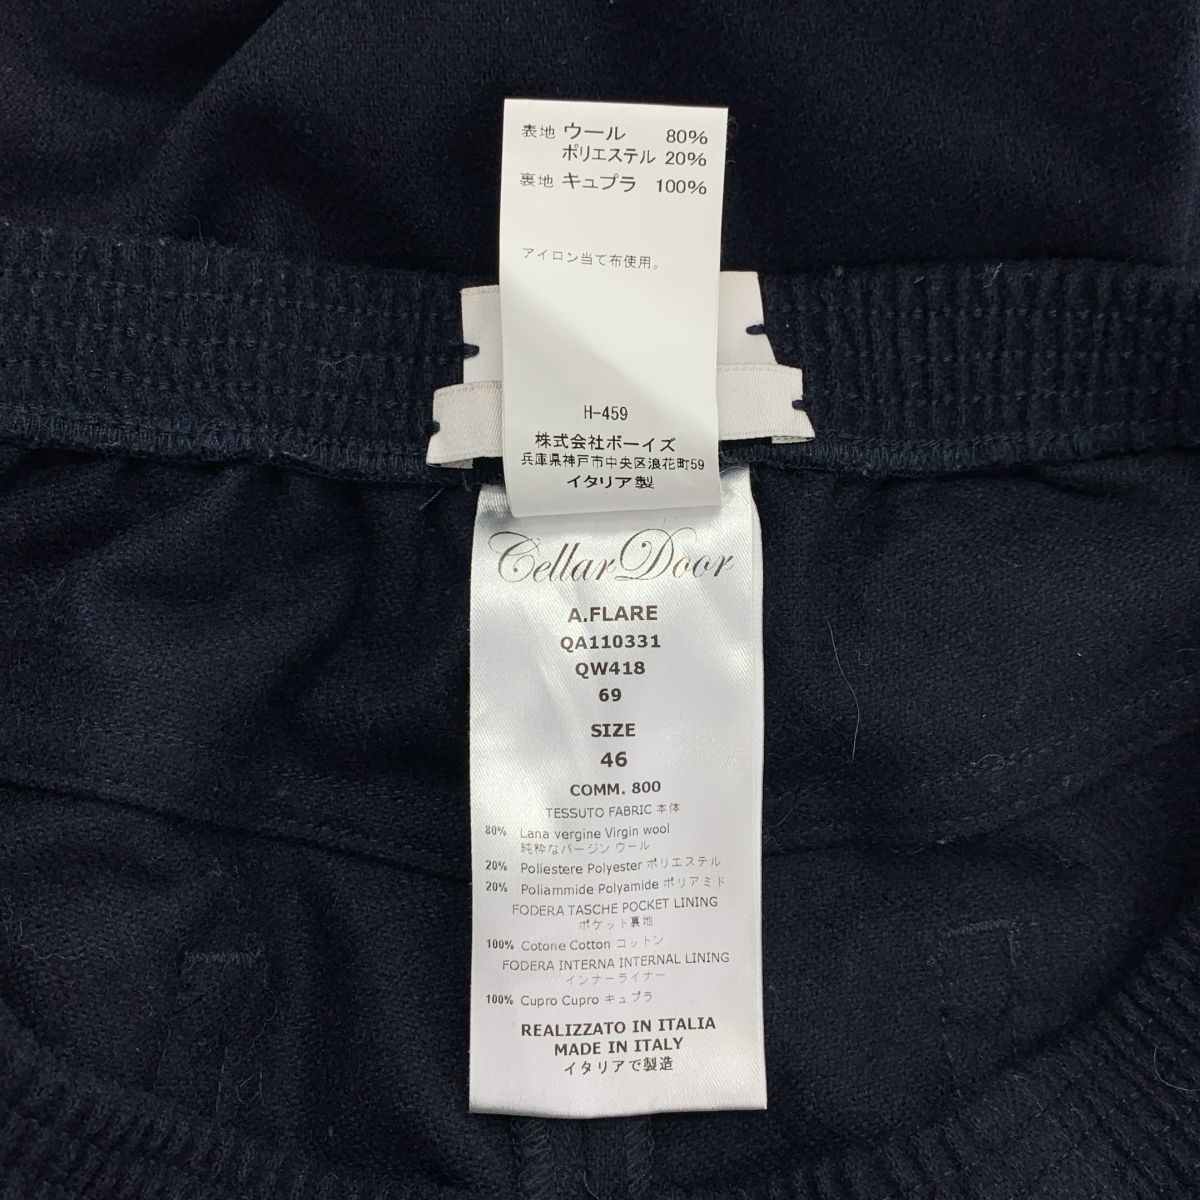 表地 ウール 80%
ポリエステル 20%
裏地 キュプラ 100%
アイロン当て布使用。
H-459
株式会社ボーイズ
兵庫県神戸市中央区浪花町59
イタリア製
Cellar Door
A.FLARE
QA110331
QW418
69
SIZE
46
COMM. 800
TESSUTO FABRIC 本体
80% Lana vergine Virgin wool
純粋なバージン ウール
20% Poliestere Polyester ポリエステル
20% Poliammide Polyamide ポリアミド
FODERA TASCHE POCKET LINING
ポケット裏地
100% Cotone Cotton コットン
FODERA INTERNA INTERNAL LINING
インナーライナー
100% Cupro Cupro キュプラ
REALIZZATO IN ITALIA
MADE IN ITALY
イタリアで製造